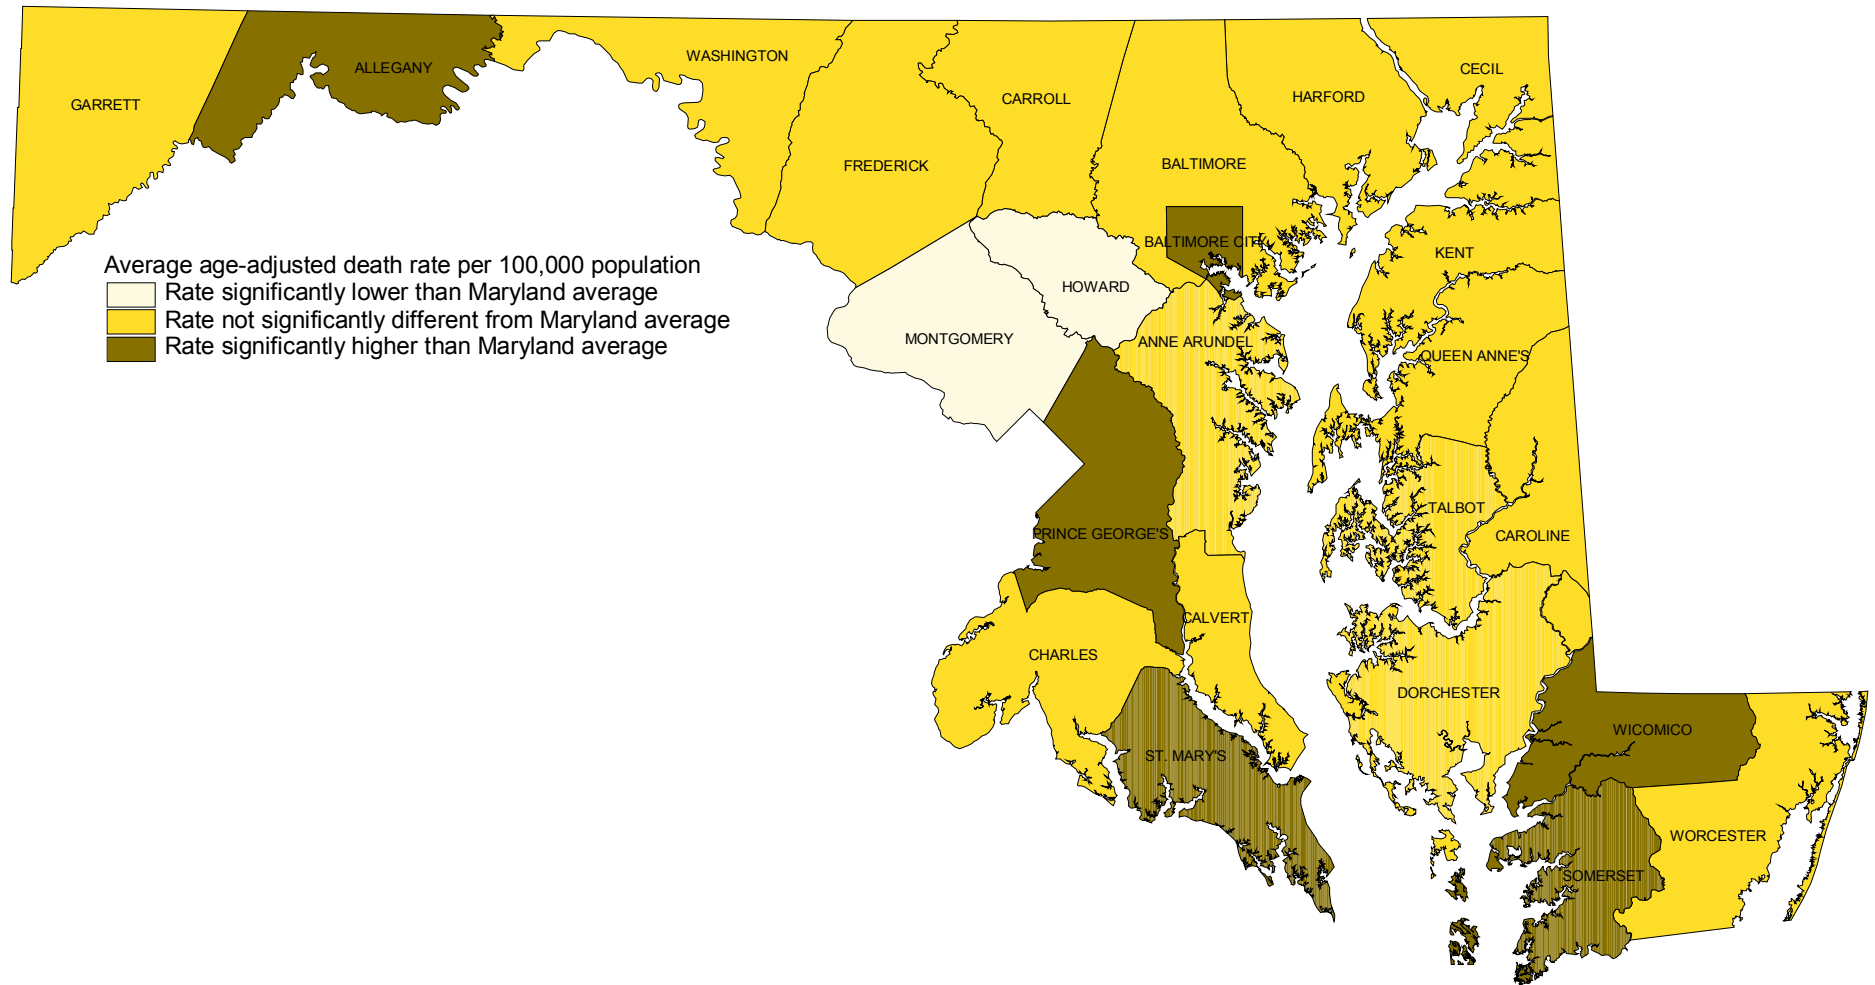 WASHINGTON
ALLEGANY
CECIL
GARRETT
CARROLL
HARFORD
FREDERICK
BALTIMORE
BALTIMORE CITY
KENT
Average age-adjusted death rate per 100,000 population
Rate significantly lower than Maryland average
Rate not significantly different from Maryland average
Rate significantly higher than Maryland average
HOWARD
MONTGOMERY
ANNE ARUNDEL
QUEEN ANNE'S
TALBOT
PRINCE GEORGE'S
CAROLINE
CALVERT
CHARLES
DORCHESTER
WICOMICO
ST. MARY'S
WORCESTER
SOMERSET